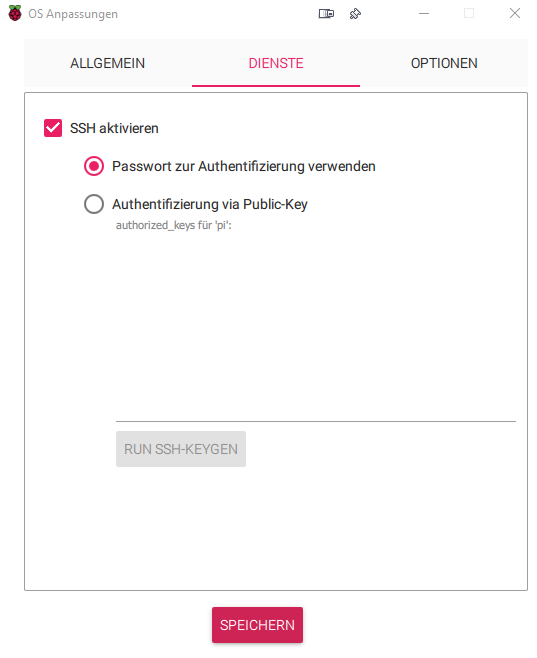 OS Anpassungen
ALLGEMEIN DIENSTE OPTIONEN
SSH aktivieren
Passwort zur Authentifizierung verwenden
Authentifizierung via Public-Key
authorized_keys für 'pi':
RUN SSH-KEYGEN
SPEICHERN